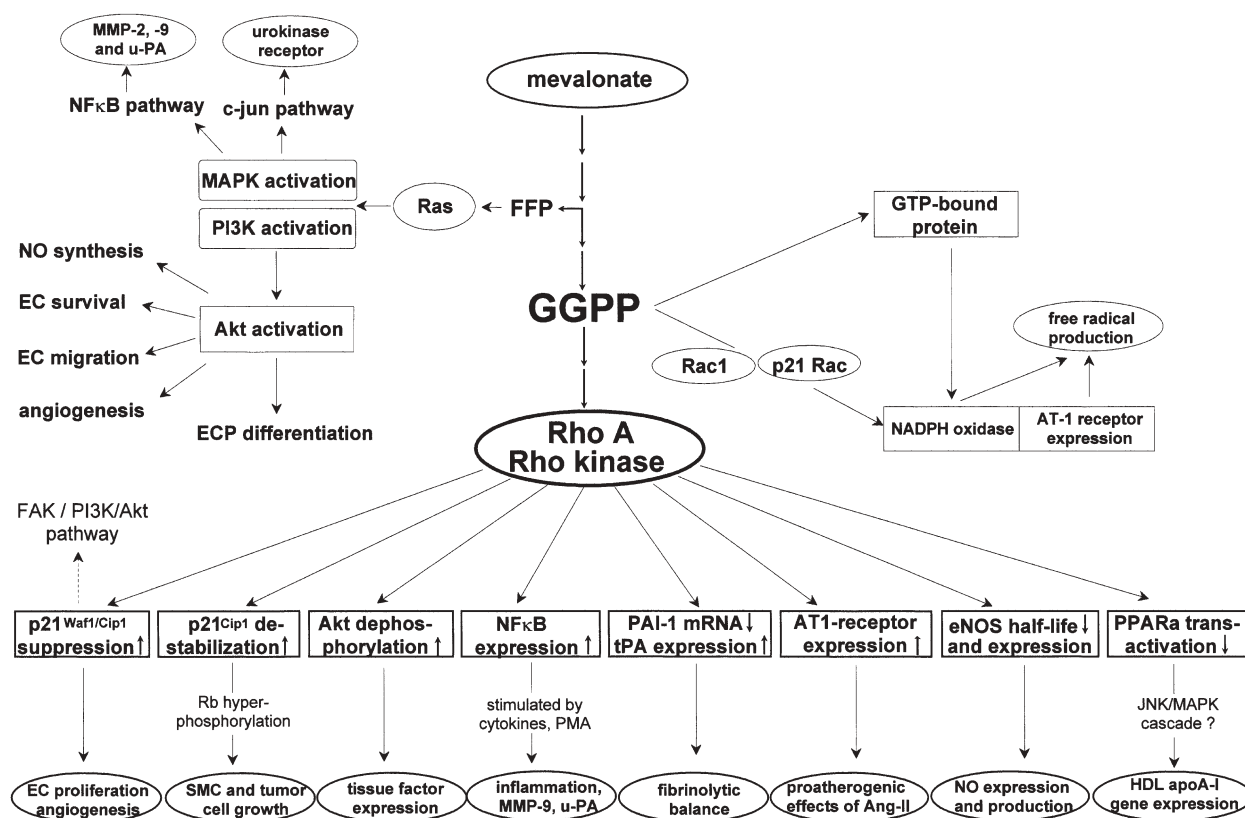 MMP-2, -9
and u-PA
urokinase
receptor
mevalonate
NFκB pathway
c-jun pathway
MAPK activation
PI3K activation
Ras
FFP
GTP-bound
protein
NO synthesis
EC survival
EC migration
angiogenesis
Akt activation
ECP differentiation
GGPP
Rac1
p21 Rac
free radical
production
NADPH oxidase
AT-1 receptor
expression
Rho A
Rho kinase
FAK / PI3K/Akt
pathway
p21 Waf1/Cip1
suppression ↑
p21Cip1 de-
stabilization ↑
Akt dephos-
phorylation ↑
NFκB
expression ↑
PAI-1 mRNA ↓
tPA expression ↑
AT1-receptor
expression ↑
eNOS half-life ↓
and expression
PPARa trans-
activation ↓
Rb hyper-
phosphorylation
stimulated by
cytokines, PMA
JNK/MAPK
cascade ?
EC proliferation
angiogenesis
SMC and tumor
cell growth
tissue factor
expression
inflammation,
MMP-9, u-PA
fibrinolytic
balance
proatherogenic
effects of Ang-II
NO expression
and production
HDL apoA-I
gene expression